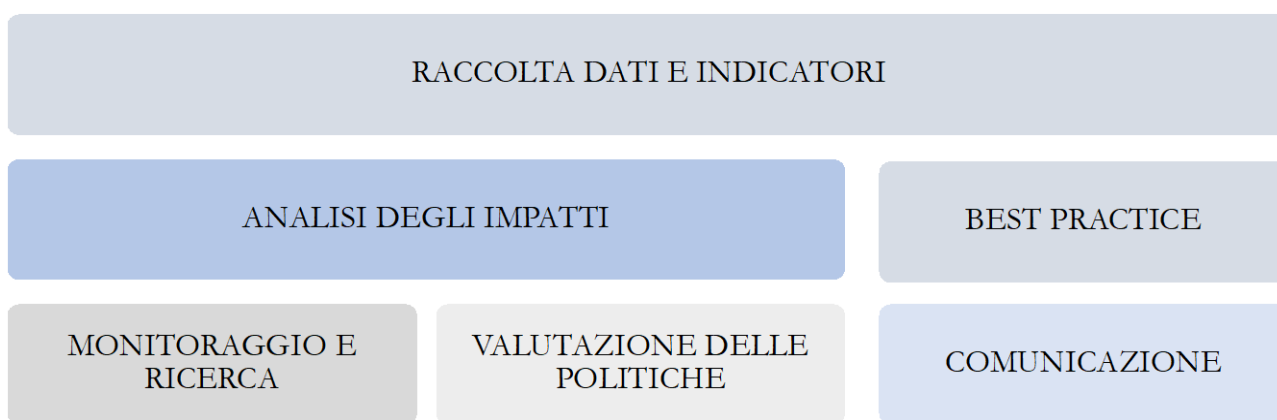 RACCOLTA DATI E INDICATORI
ANALISI DEGLI IMPATTI
BEST PRACTICE
MONITORAGGIO E
RICERCA
VALUTAZIONE DELLE
POLITICHE
COMUNICAZIONE